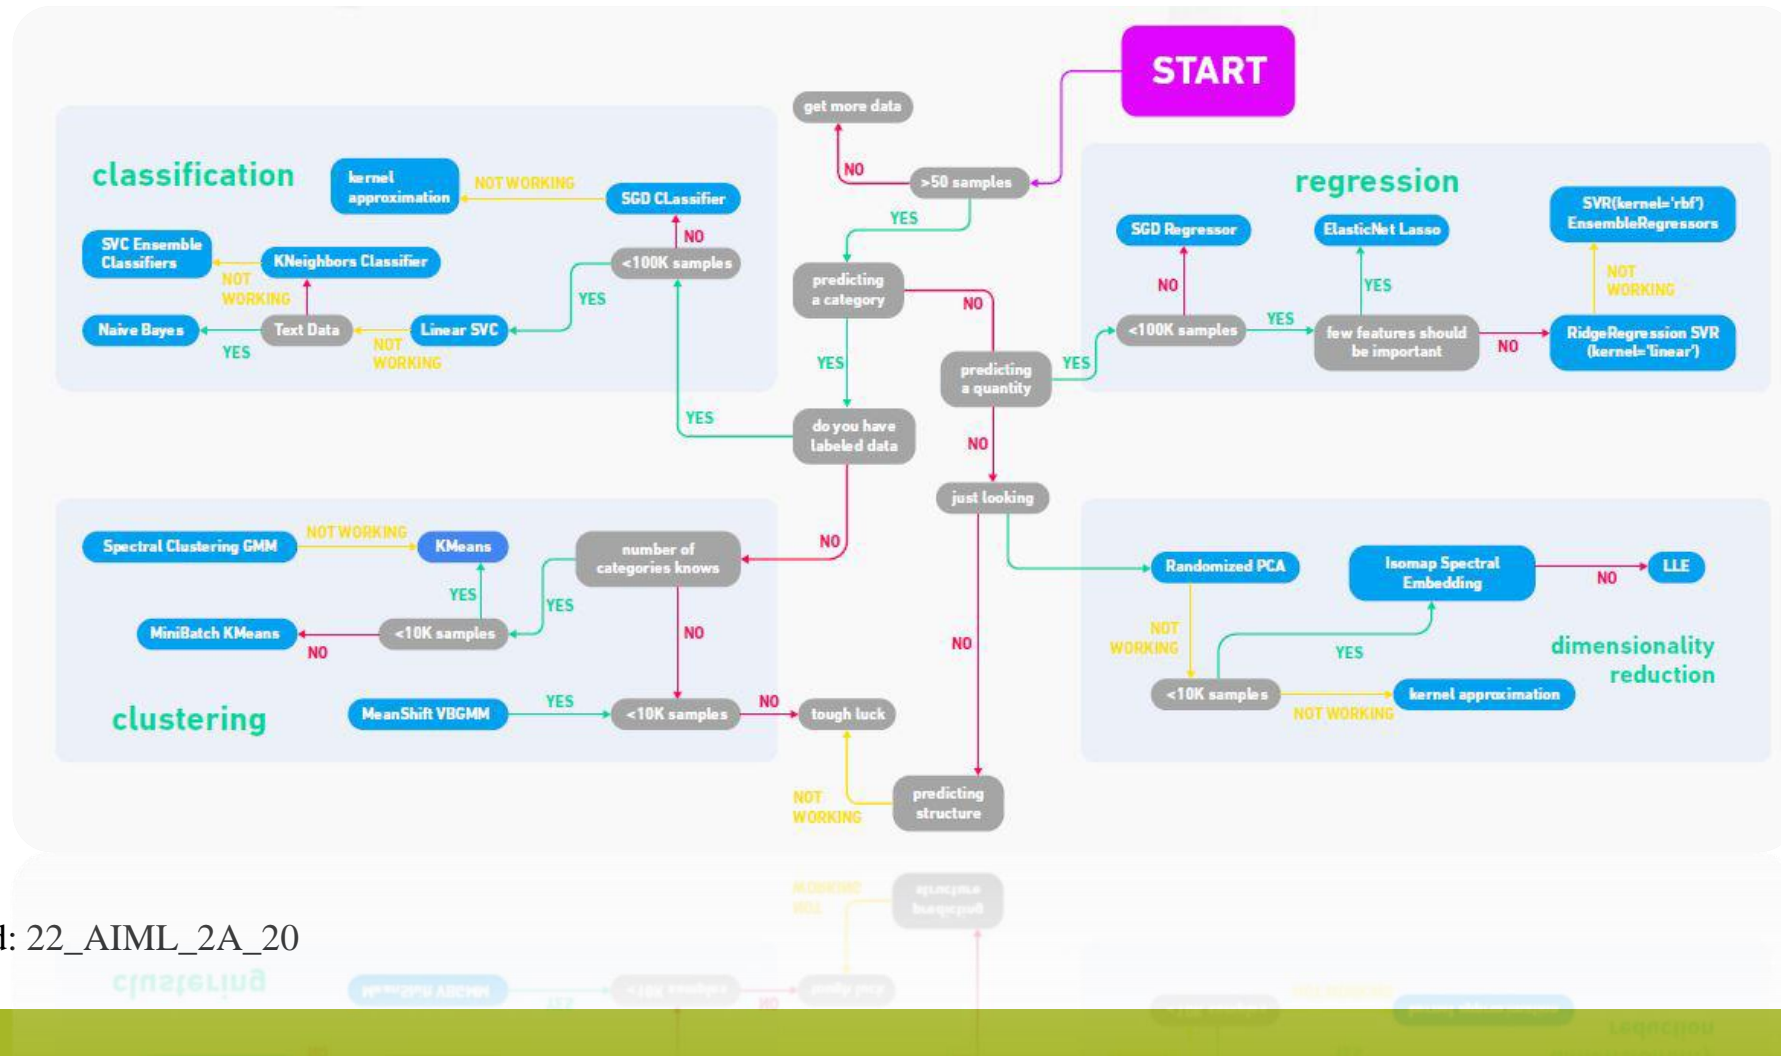 START
get more data
NO
>50 samples
YES
predicting
a category
NO
YES
predicting
a quantity
YES
NO
do you have
labeled data
YES
NO
just looking
NO
classification
kernel
approximation
NOT WORKING
SGD CLassifier
NO
SVC Ensemble
Classifiers
KNeighbors Classifier
<100K samples
NOT
WORKING
YES
Naive Bayes
Text Data
Linear SVC
YES
NOT
WORKING
regression
SVR(kernel='rbf')
EnsembleRegressors
SGD Regressor
ElasticNet Lasso
NO
YES
NOT
WORKING
<100K samples
YES
few features should
be important
NO
RidgeRegression SVR
(kernel='linear')
Spectral Clustering GMM
NOT WORKING
KMeans
number of
categories knows
YES
YES
MiniBatch KMeans
NO
<10K samples
NO
clustering
MeanShift VBGMM
YES
<10K samples
NO
tough luck
NOT
WORKING
predicting
structure
Randomized PCA
Isomap Spectral
Embedding
NO
LLE
NOT
WORKING
YES
dimensionality
reduction
<10K samples
NOT WORKING
kernel approximation
d: 22_AIML_2A_20